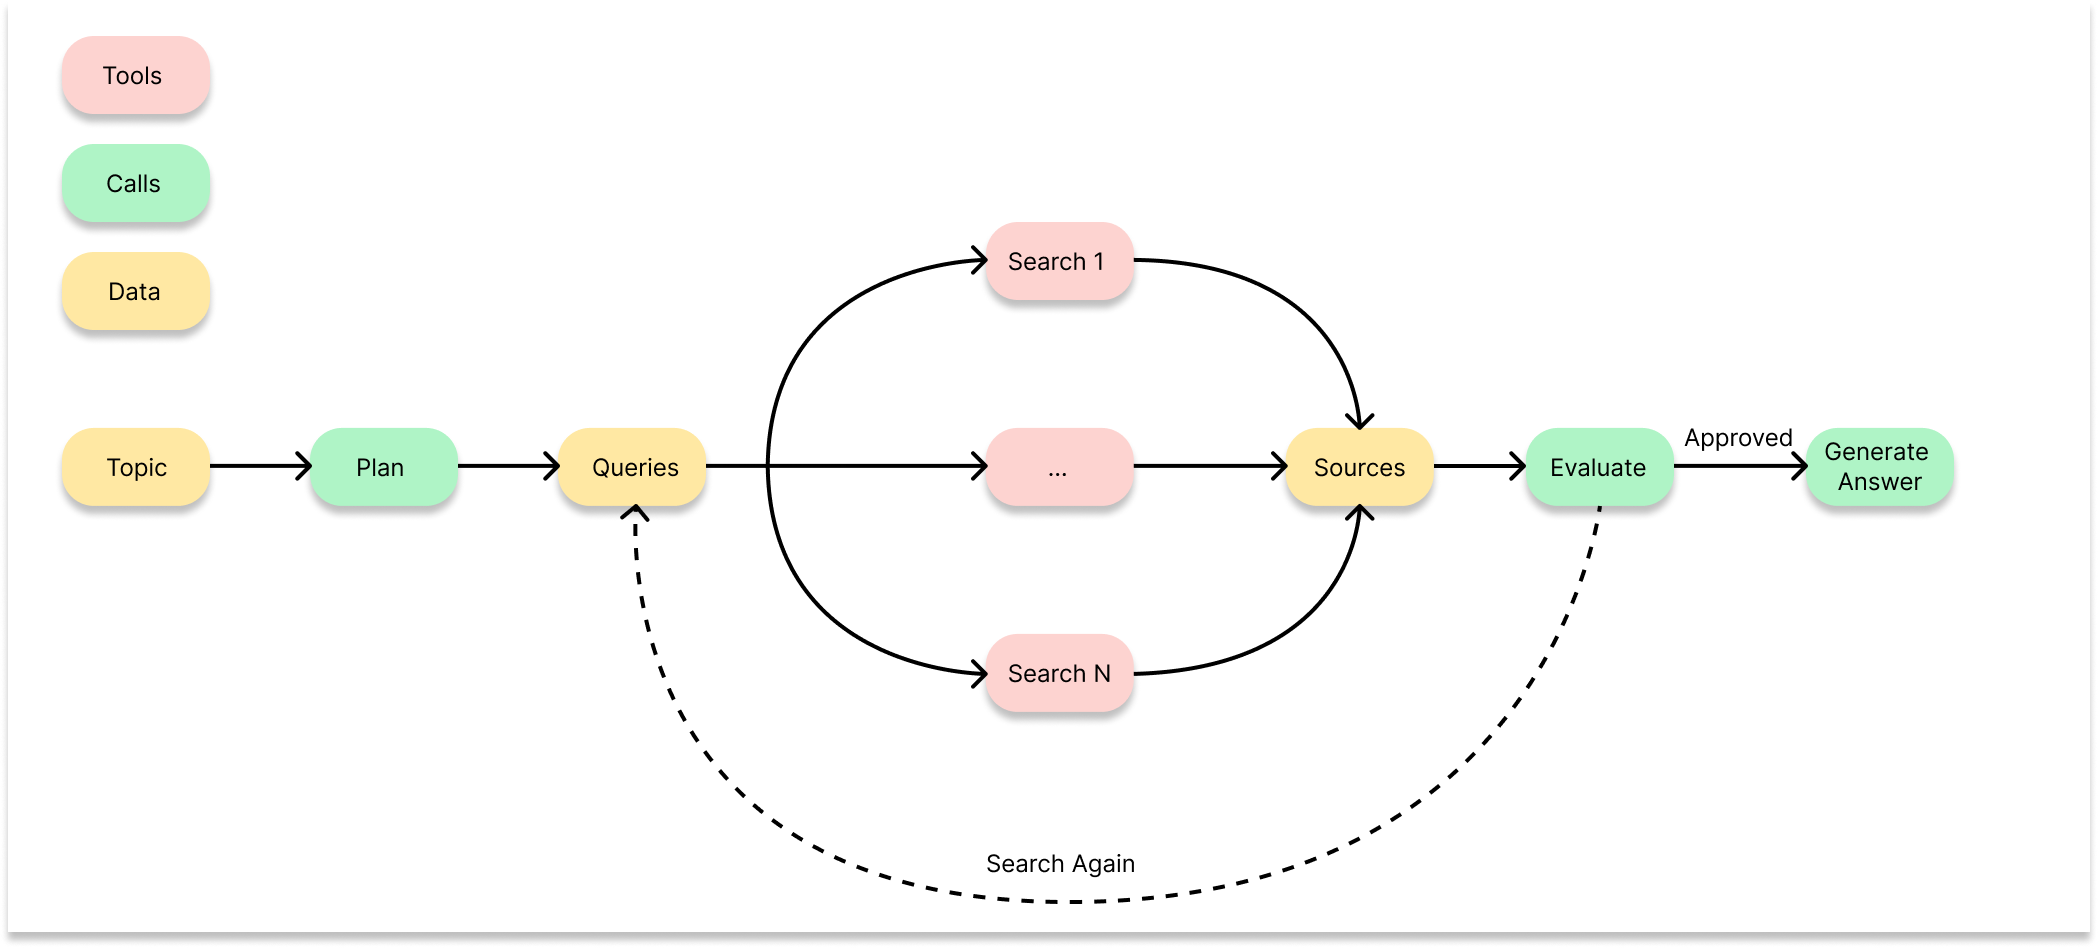 Tools
Calls
Data
Topic
Plan
Queries
Search 1
...
Search N
Sources
Evaluate
Approved
Generate
Answer
Search Again